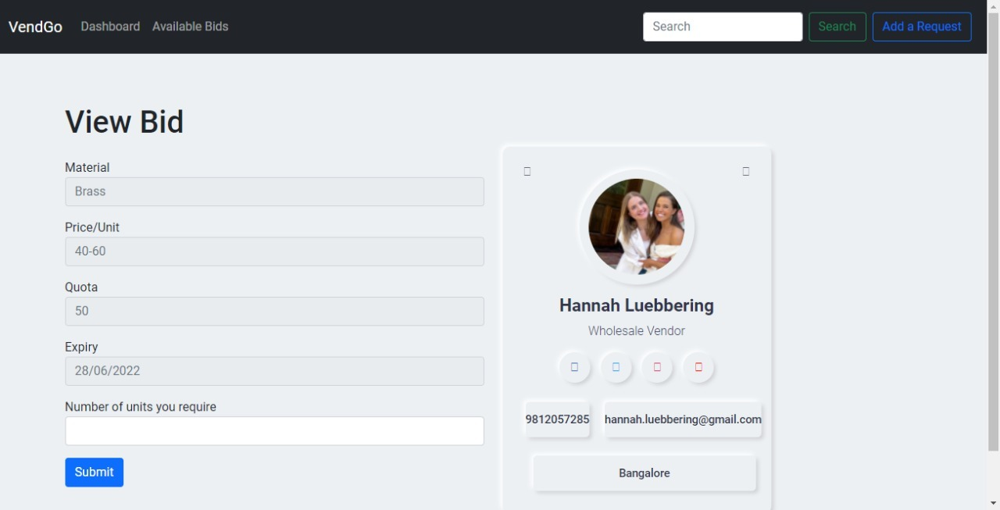 VendGo Dashboard Available Bids Search Search Add a Request
View Bid
Material
Brass
Price/Unit
40-60
Quota
50
Expiry
28/06/2022
Number of units you require
Submit
Hannah Luebbering
Wholesale Vendor
9812057285 hannah.luebbering@gmail.com
Bangalore